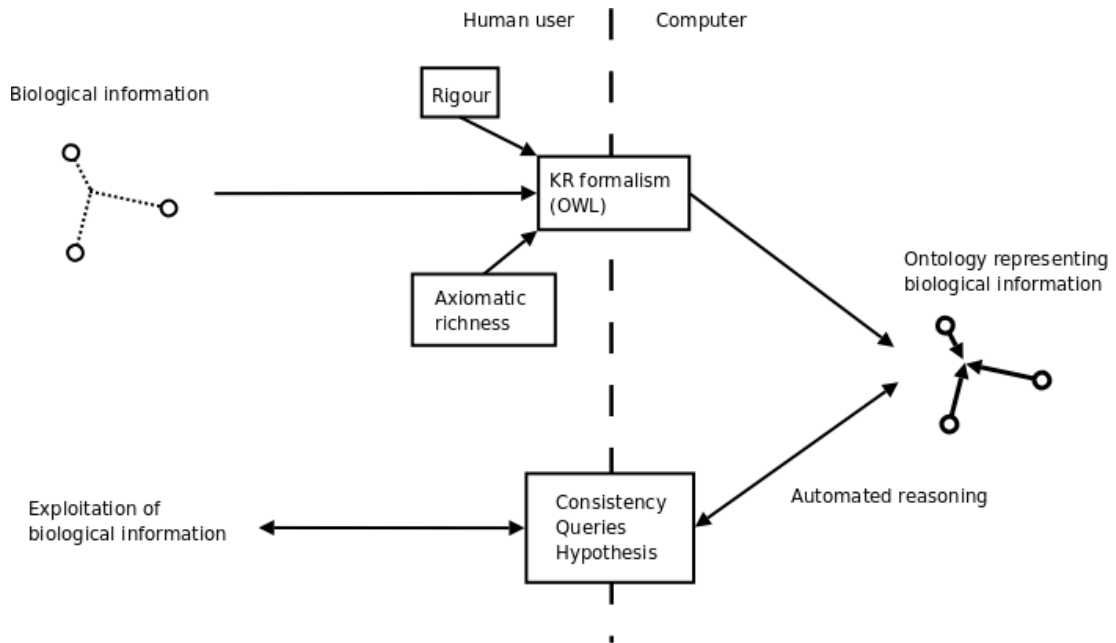 Human user
Computer
Biological information
Rigour
KR formalism
(OWL)
Axiomatic
richness
Ontology representing
biological information
Automated reasoning
Exploitation of
biological information
Consistency
Queries
Hypothesis